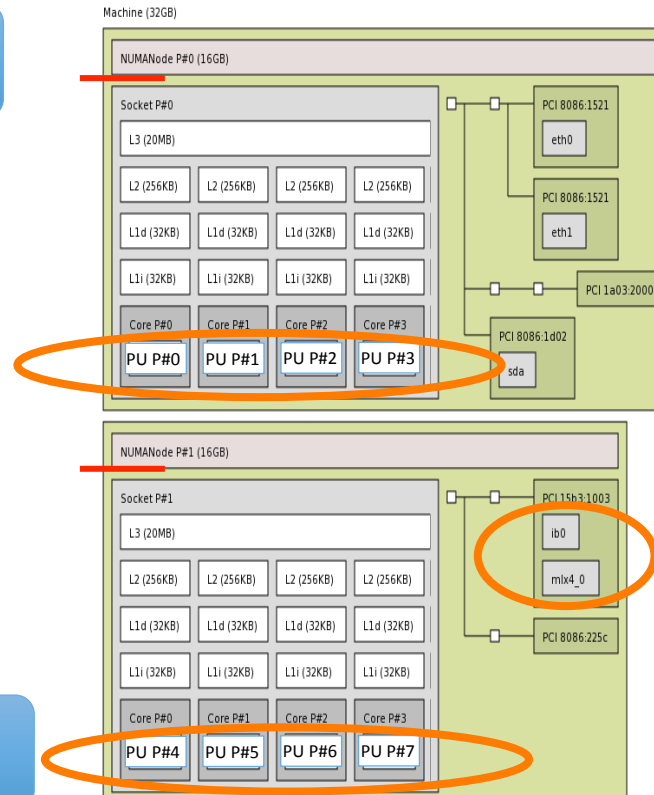 Machine (32GB)
NUMANode P#0 (16GB)
Socket P#0
L3 (20MB)
L2 (256KB) L2 (256KB) L2 (256KB) L2 (256KB)
L1d (32KB) L1d (32KB) L1d (32KB) L1d (32KB)
L1i (32KB) L1i (32KB) L1i (32KB) L1i (32KB)
Core P#0 Core P#1 Core P#2 Core P#3
PU P#0 PU P#1 PU P#2 PU P#3
PCI 8086:1521
eth0
PCI 8086:1521
eth1
PCI 1a03:2000
PCI 8086:1d02
sda
NUMANode P#1 (16GB)
Socket P#1
L3 (20MB)
L2 (256KB) L2 (256KB) L2 (256KB) L2 (256KB)
L1d (32KB) L1d (32KB) L1d (32KB) L1d (32KB)
L1i (32KB) L1i (32KB) L1i (32KB) L1i (32KB)
Core P#0 Core P#1 Core P#2 Core P#3
PU P#4 PU P#5 PU P#6 PU P#7
PCI 15b3:1003
ib0
mlx4_0
PCI 8086:225c